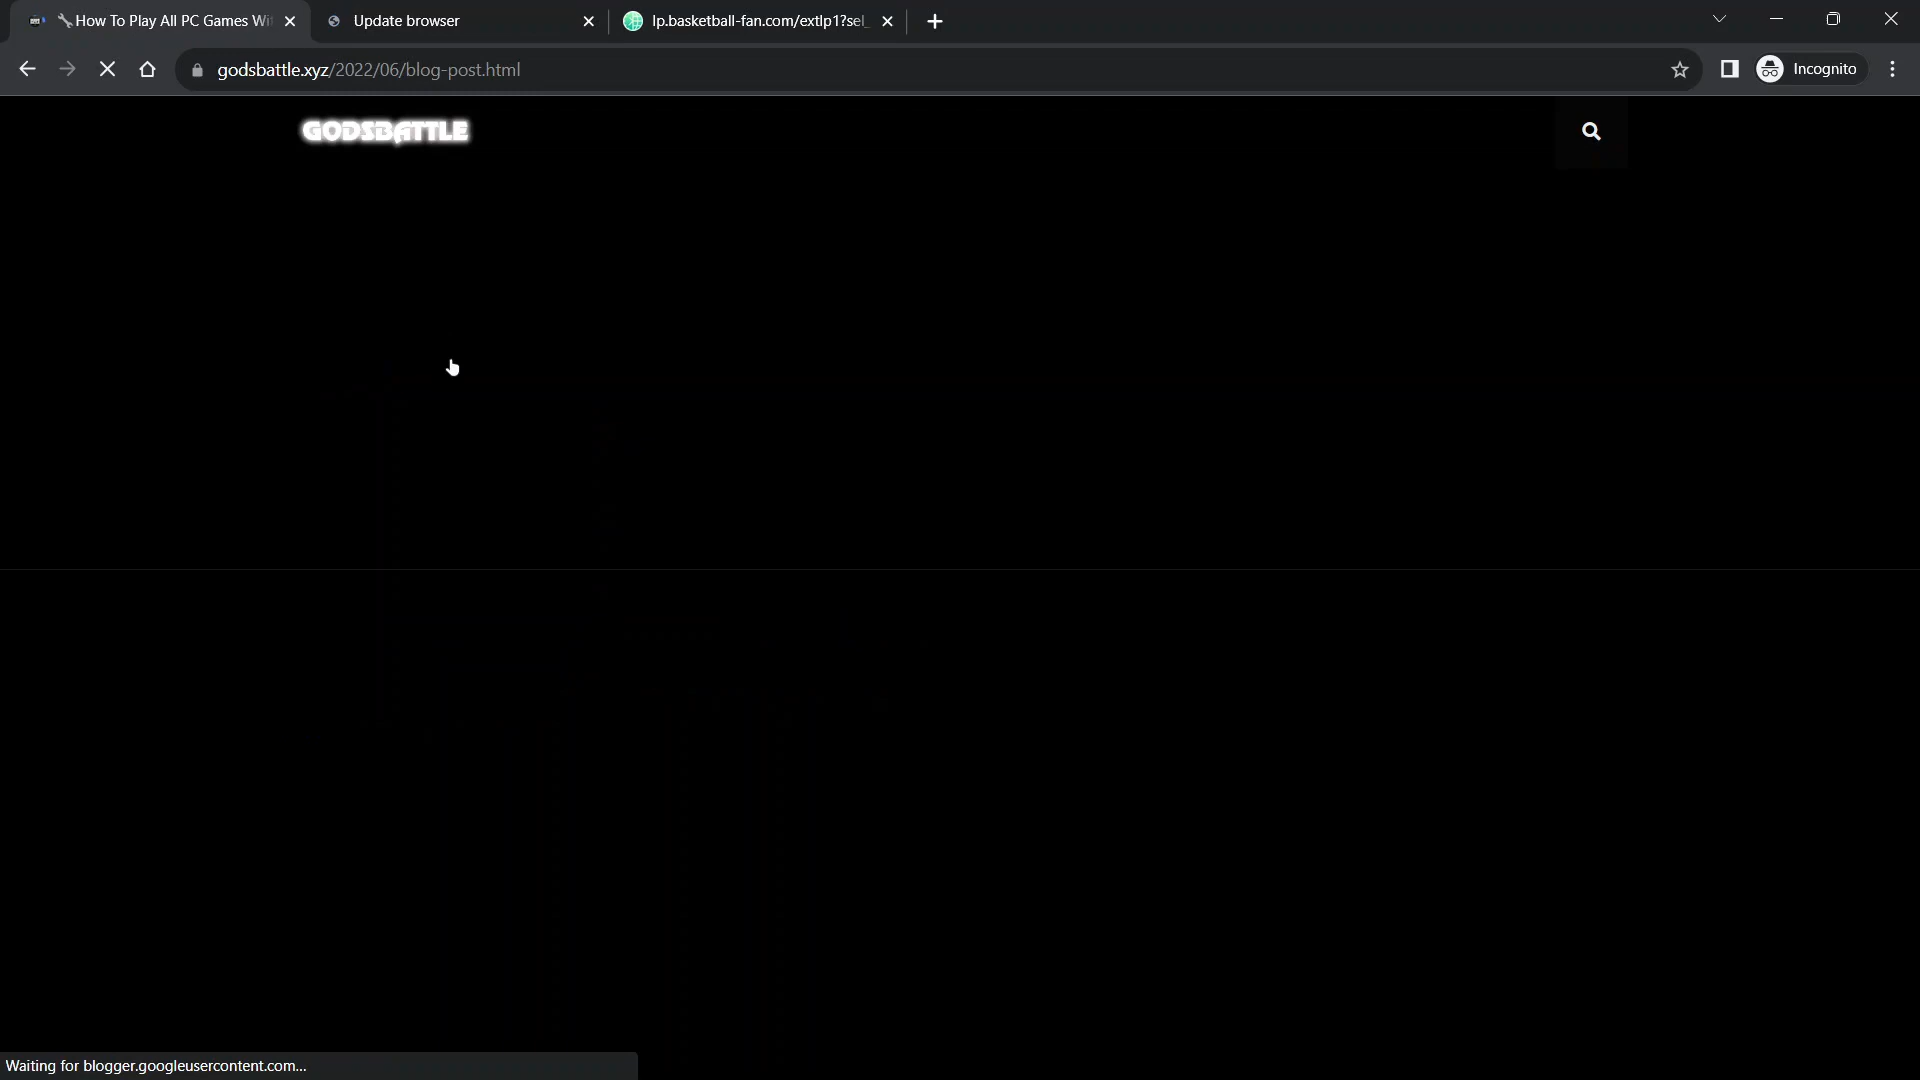 How To Play All PC Games Wi
Update browser
lp.basketball-fan.com/extlp1?sel_
godsbattle.xyz/2022/06/blog-post.html
Incognito
GODSBATTLE
Waiting for blogger.googleusercontent.com...